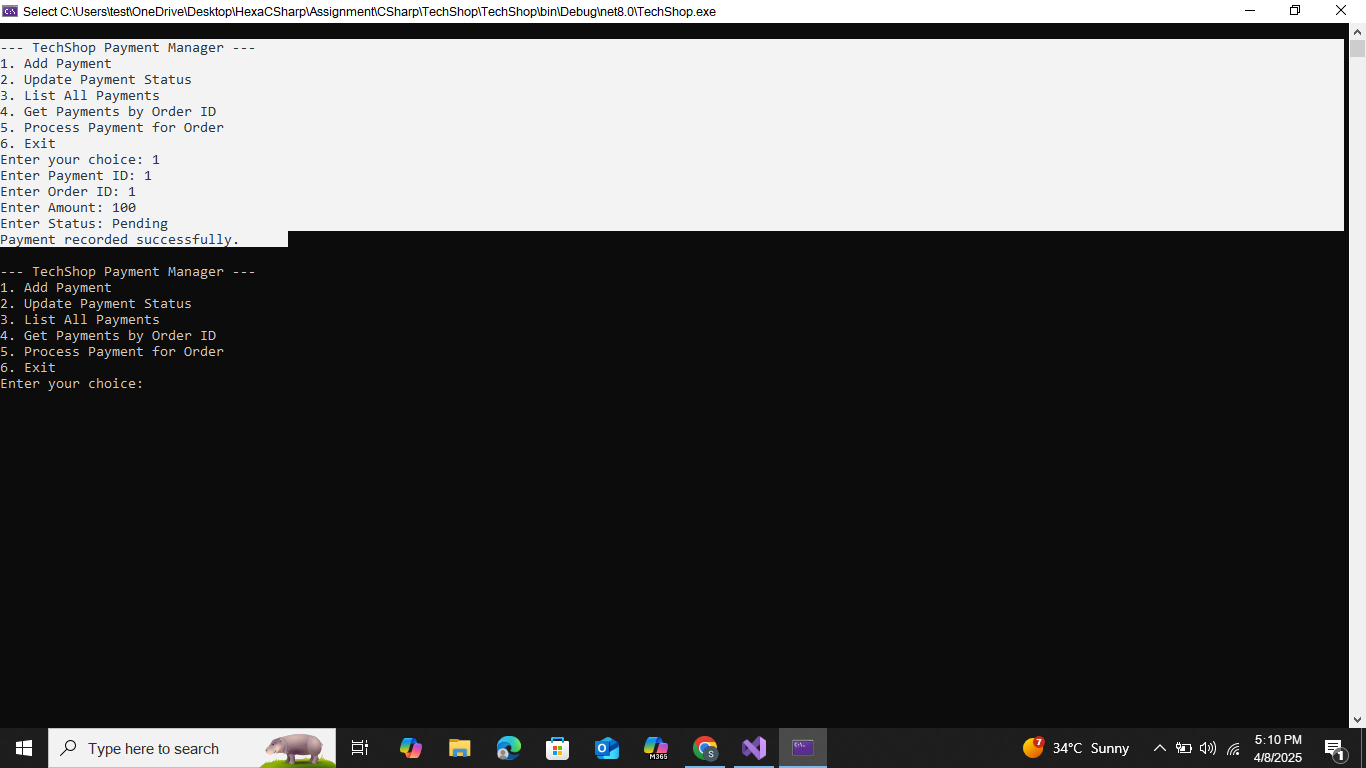 Select C:\Users\test\OneDrive\Desktop\HexaCSharp\Assignment\CSharp\TechShop\TechShop\bin\Debug\net8.0\TechShop.exe
--- TechShop Payment Manager ---
1. Add Payment
2. Update Payment Status
3. List All Payments
4. Get Payments by Order ID
5. Process Payment for Order
6. Exit
Enter your choice: 1
Enter Payment ID: 1
Enter Order ID: 1
Enter Amount: 100
Enter Status: Pending
Payment recorded successfully.
--- TechShop Payment Manager ---
1. Add Payment
2. Update Payment Status
3. List All Payments
4. Get Payments by Order ID
5. Process Payment for Order
6. Exit
Enter your choice:
Type here to search
M365
S
7
34°C Sunny
5:10 PM
4/8/2025
1